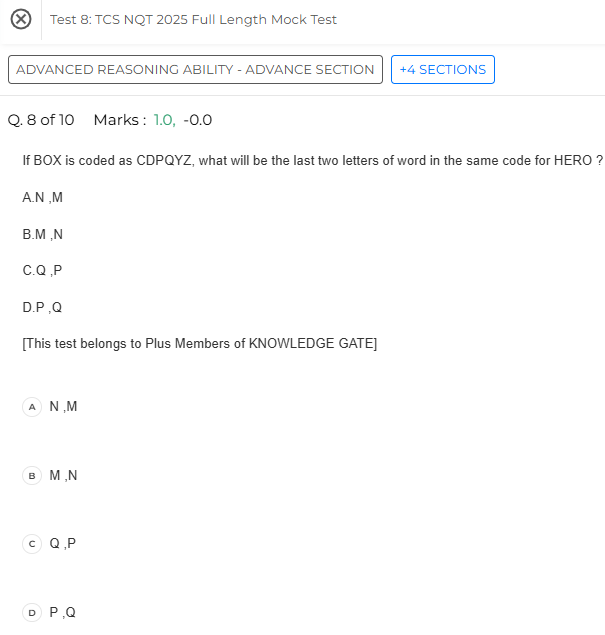 Test 8: TCS NQT 2025 Full Length Mock Test
ADVANCED REASONING ABILITY - ADVANCE SECTION +4 SECTIONS
Q. 8 of 10 Marks : 1.0, -0.0
If BOX is coded as CDPQYZ, what will be the last two letters of word in the same code for HERO ?
A.N ,M
B.M ,N
C.Q ,P
D.P ,Q
[This test belongs to Plus Members of KNOWLEDGE GATE]
A N ,M
B M ,N
C Q ,P
D P ,Q